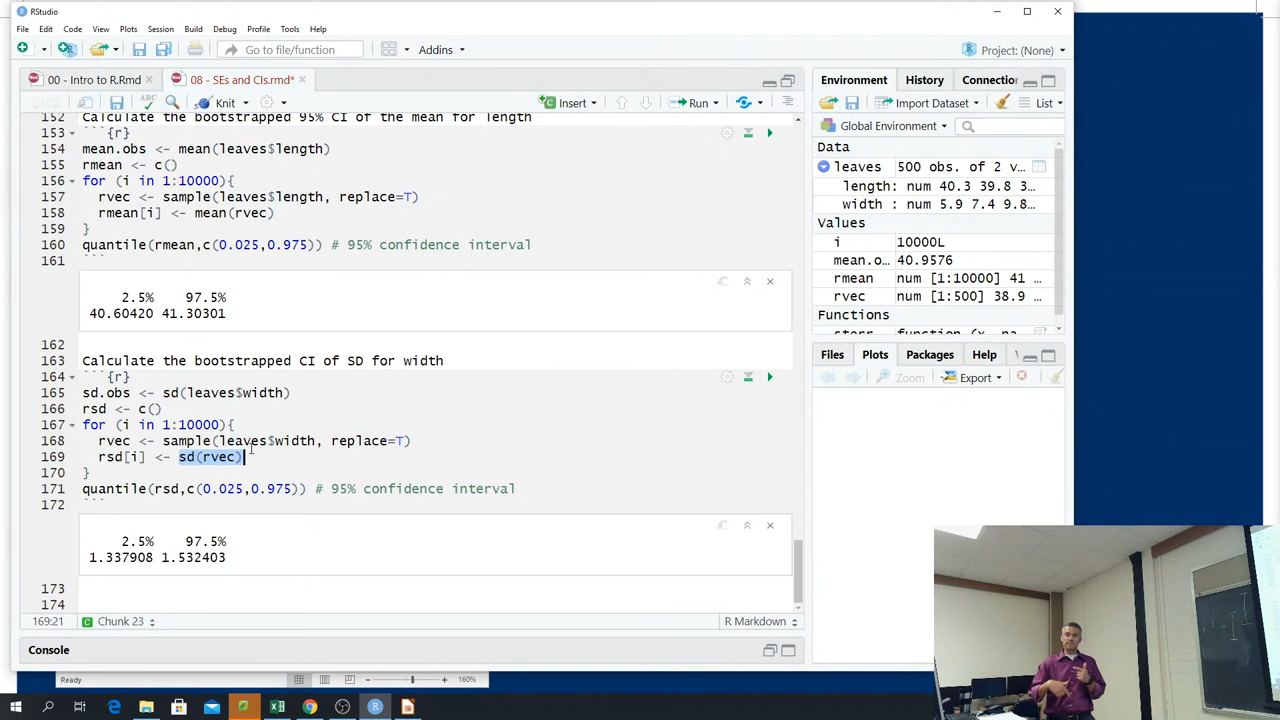 RStudio
File Edit Code View Plots Session Build Debug Profile Tools Help
Go to file/function Addins Project: (None)
00 - Intro to R.Rmd 08 - SEs and CIs.rmd*
ABC Knit Insert Run
152 Calculate the bootstrapped 95% CI of the mean for length
153 ```{r}
154 mean.obs <- mean(leaves$length)
155 rmean <- c()
156 for (i in 1:10000){
157 rvec <- sample(leaves$length, replace=T)
158 rmean[i] <- mean(rvec)
159 }
160 quantile(rmean,c(0.025,0.975)) # 95% confidence interval
161 ```
2.5% 97.5%
40.60420 41.30301
162
163 Calculate the bootstrapped CI of SD for width
164 ```{r}
165 sd.obs <- sd(leaves$width)
166 rsd <- c()
167 for (i in 1:10000){
168 rvec <- sample(leaves$width, replace=T)
169 rsd[i] <- sd(rvec)
170 }
171 quantile(rsd,c(0.025,0.975)) # 95% confidence interval
172 ```
2.5% 97.5%
1.337908 1.532403
173
174
169:21 Chunk 23 R Markdown
Console
Environment History Connection
Import Dataset List
Global Environment
Data
leaves 500 obs. of 2 v…
length: num 40.3 39.8 3…
width : num 5.9 7.4 9.8…
Values
i 10000L
mean.o… 40.9576
rmean num [1:10000] 41 …
rvec num [1:500] 38.9 …
Functions
Files Plots Packages Help
Zoom Export
Ready 160%